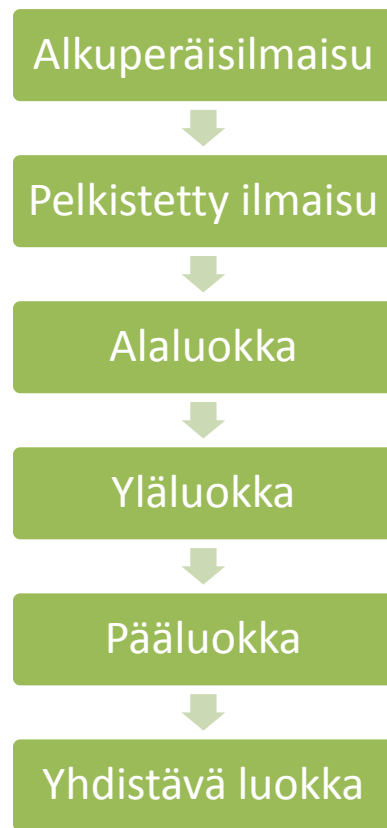 Alkuperäisilmaisu
Pelkistetty ilmaisu
Alaluokka
Yläluokka
Pääluokka
Yhdistävä luokka